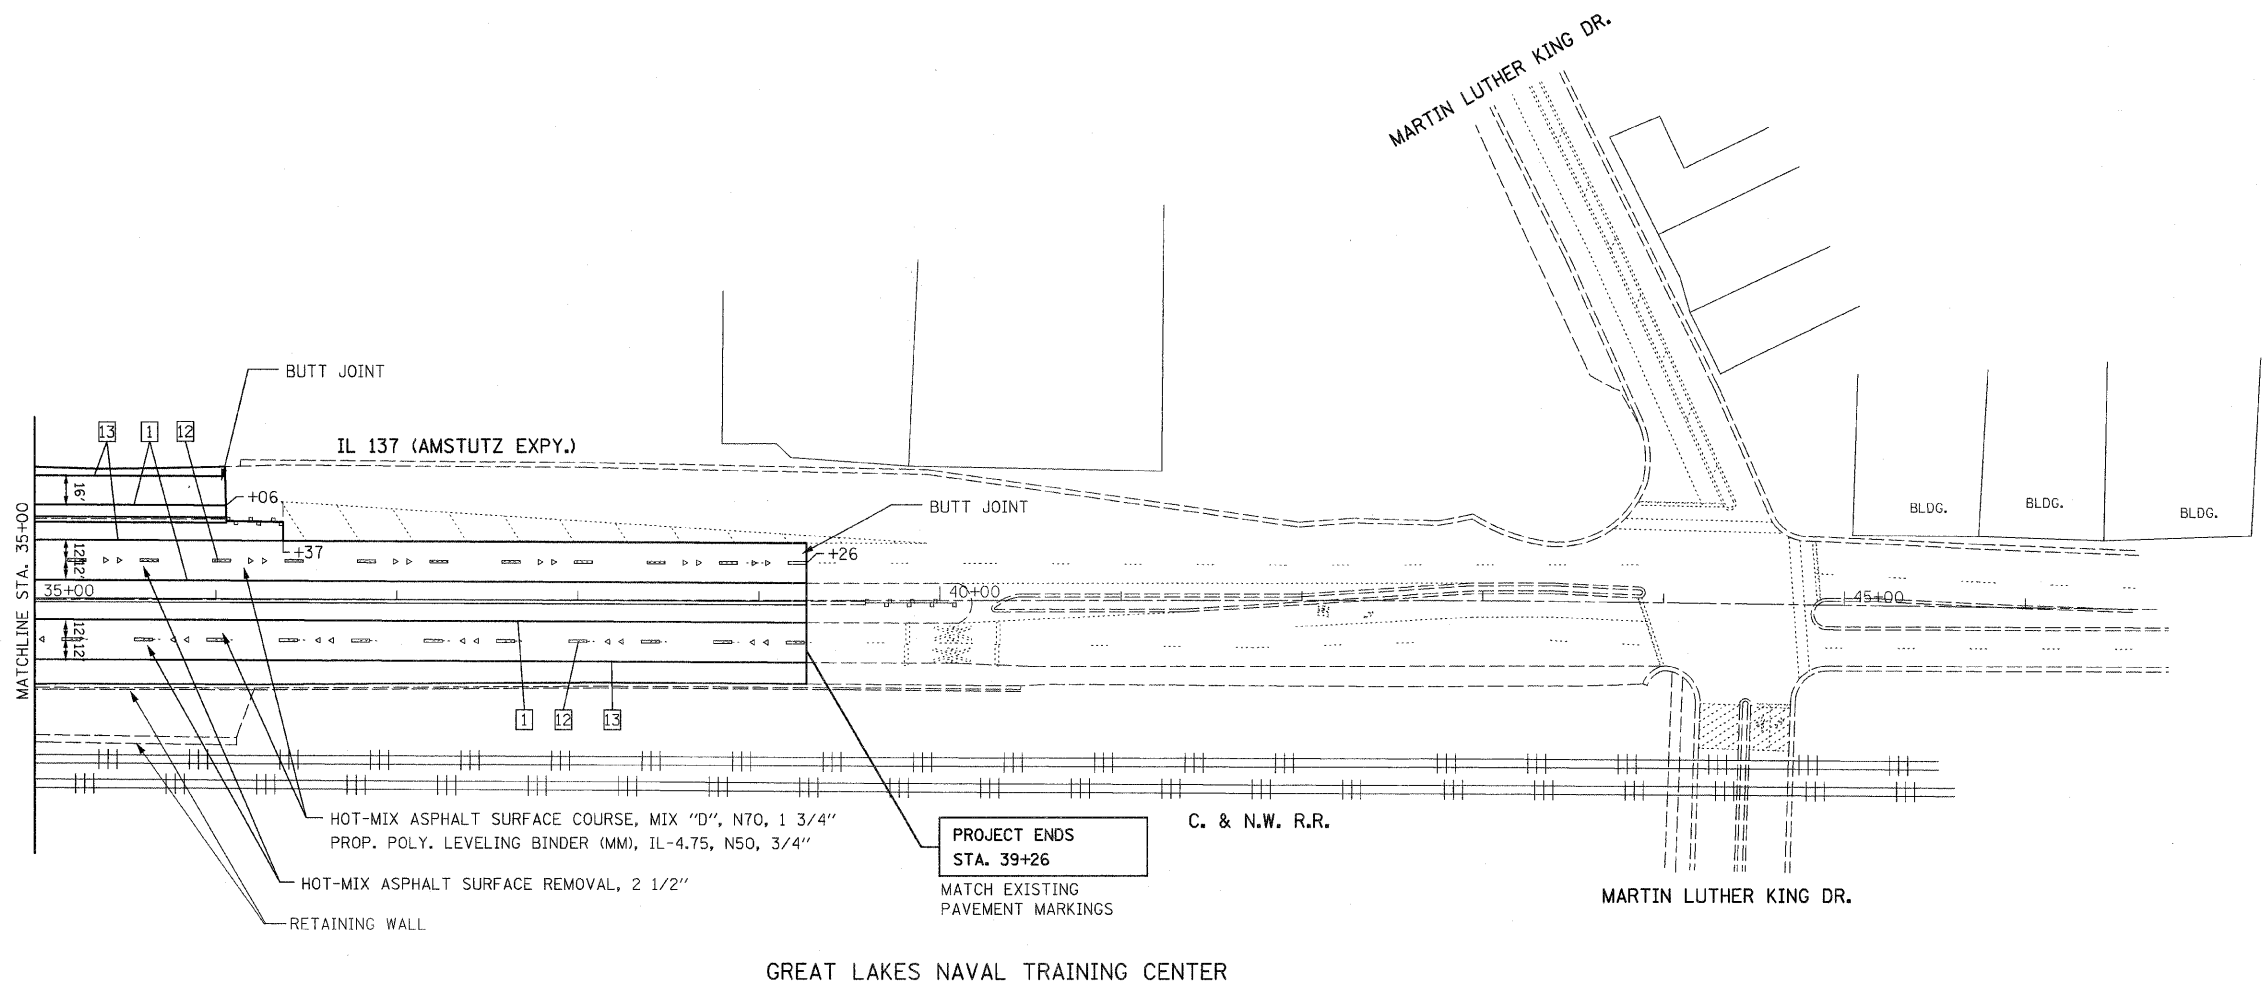 MARTIN LUTHER KING DR.
BUTT JOINT
13
1
12
IL 137 (AMSTUTZ EXPY.)
16'
+06
BUTT JOINT
BLDG.
BLDG.
BLDG.
MATCHLINE STA. 35+00
12'
12'
+37
+26
35+00
40+00
45+00
12'
12'
1
12
13
HOT-MIX ASPHALT SURFACE COURSE, MIX "D", N70, 1 3/4"
PROP. POLY. LEVELING BINDER (MM), IL-4.75, N50, 3/4"
C. & N.W. R.R.
PROJECT ENDS
STA. 39+26
HOT-MIX ASPHALT SURFACE REMOVAL, 2 1/2"
MATCH EXISTING
PAVEMENT MARKINGS
MARTIN LUTHER KING DR.
RETAINING WALL
GREAT LAKES NAVAL TRAINING CENTER